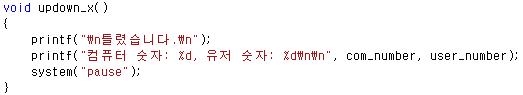 void updown_x()
{
printf("₩n틀렸습니다.₩n");
printf("컴퓨터 숫자: %d, 유저 숫자: %d₩n₩n", com_number, user_number);
system("pause");
}